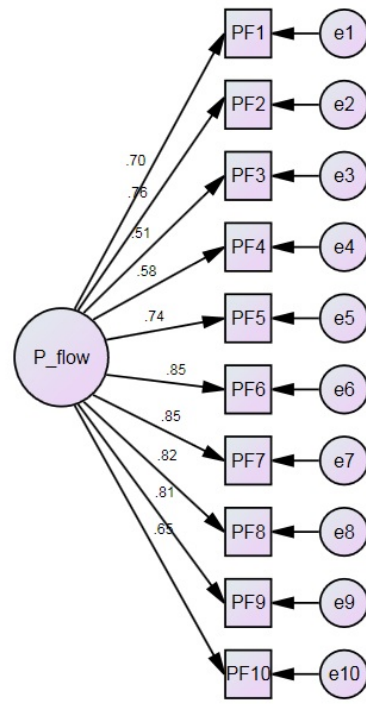 PF1 e1
PF2 e2
.70
.76
PF3 e3
.51
PF4 e4
.58
.74
PF5 e5
P_flow
.85
PF6 e6
.85
PF7 e7
.82
.81
PF8 e8
.65
PF9 e9
PF10 e10